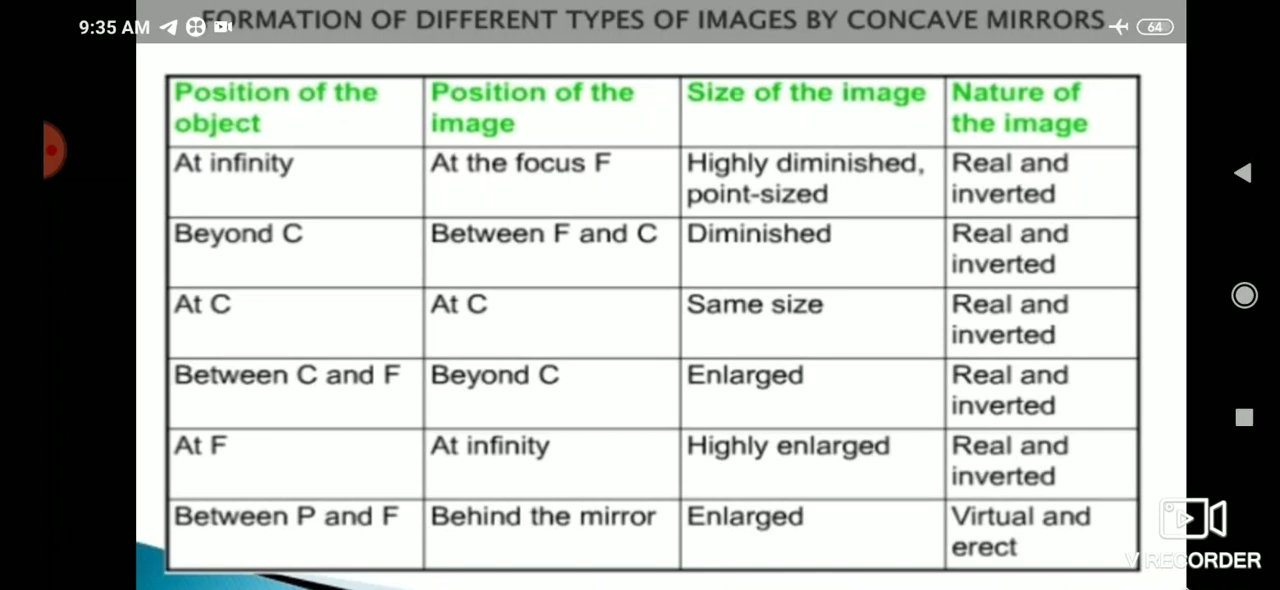 9:35 AM
ORMATION OF DIFFERENT TYPES OF IMAGES BY CONCAVE MIRRORS
64
Position of the object
Position of the image
Size of the image
Nature of the image
At infinity
At the focus F
Highly diminished, point-sized
Real and inverted
Beyond C
Between F and C
Diminished
Real and inverted
At C
At C
Same size
Real and inverted
Between C and F
Beyond C
Enlarged
Real and inverted
At F
At infinity
Highly enlarged
Real and inverted
Between P and F
Behind the mirror
Enlarged
Virtual and erect
V RECORDER